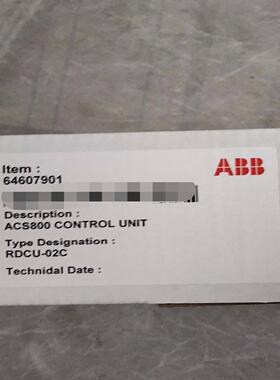 Item :
64607901
ABB
Description :
ACS800 CONTROL UNIT
Type Designation :
RDCU-02C
Technidal Date :